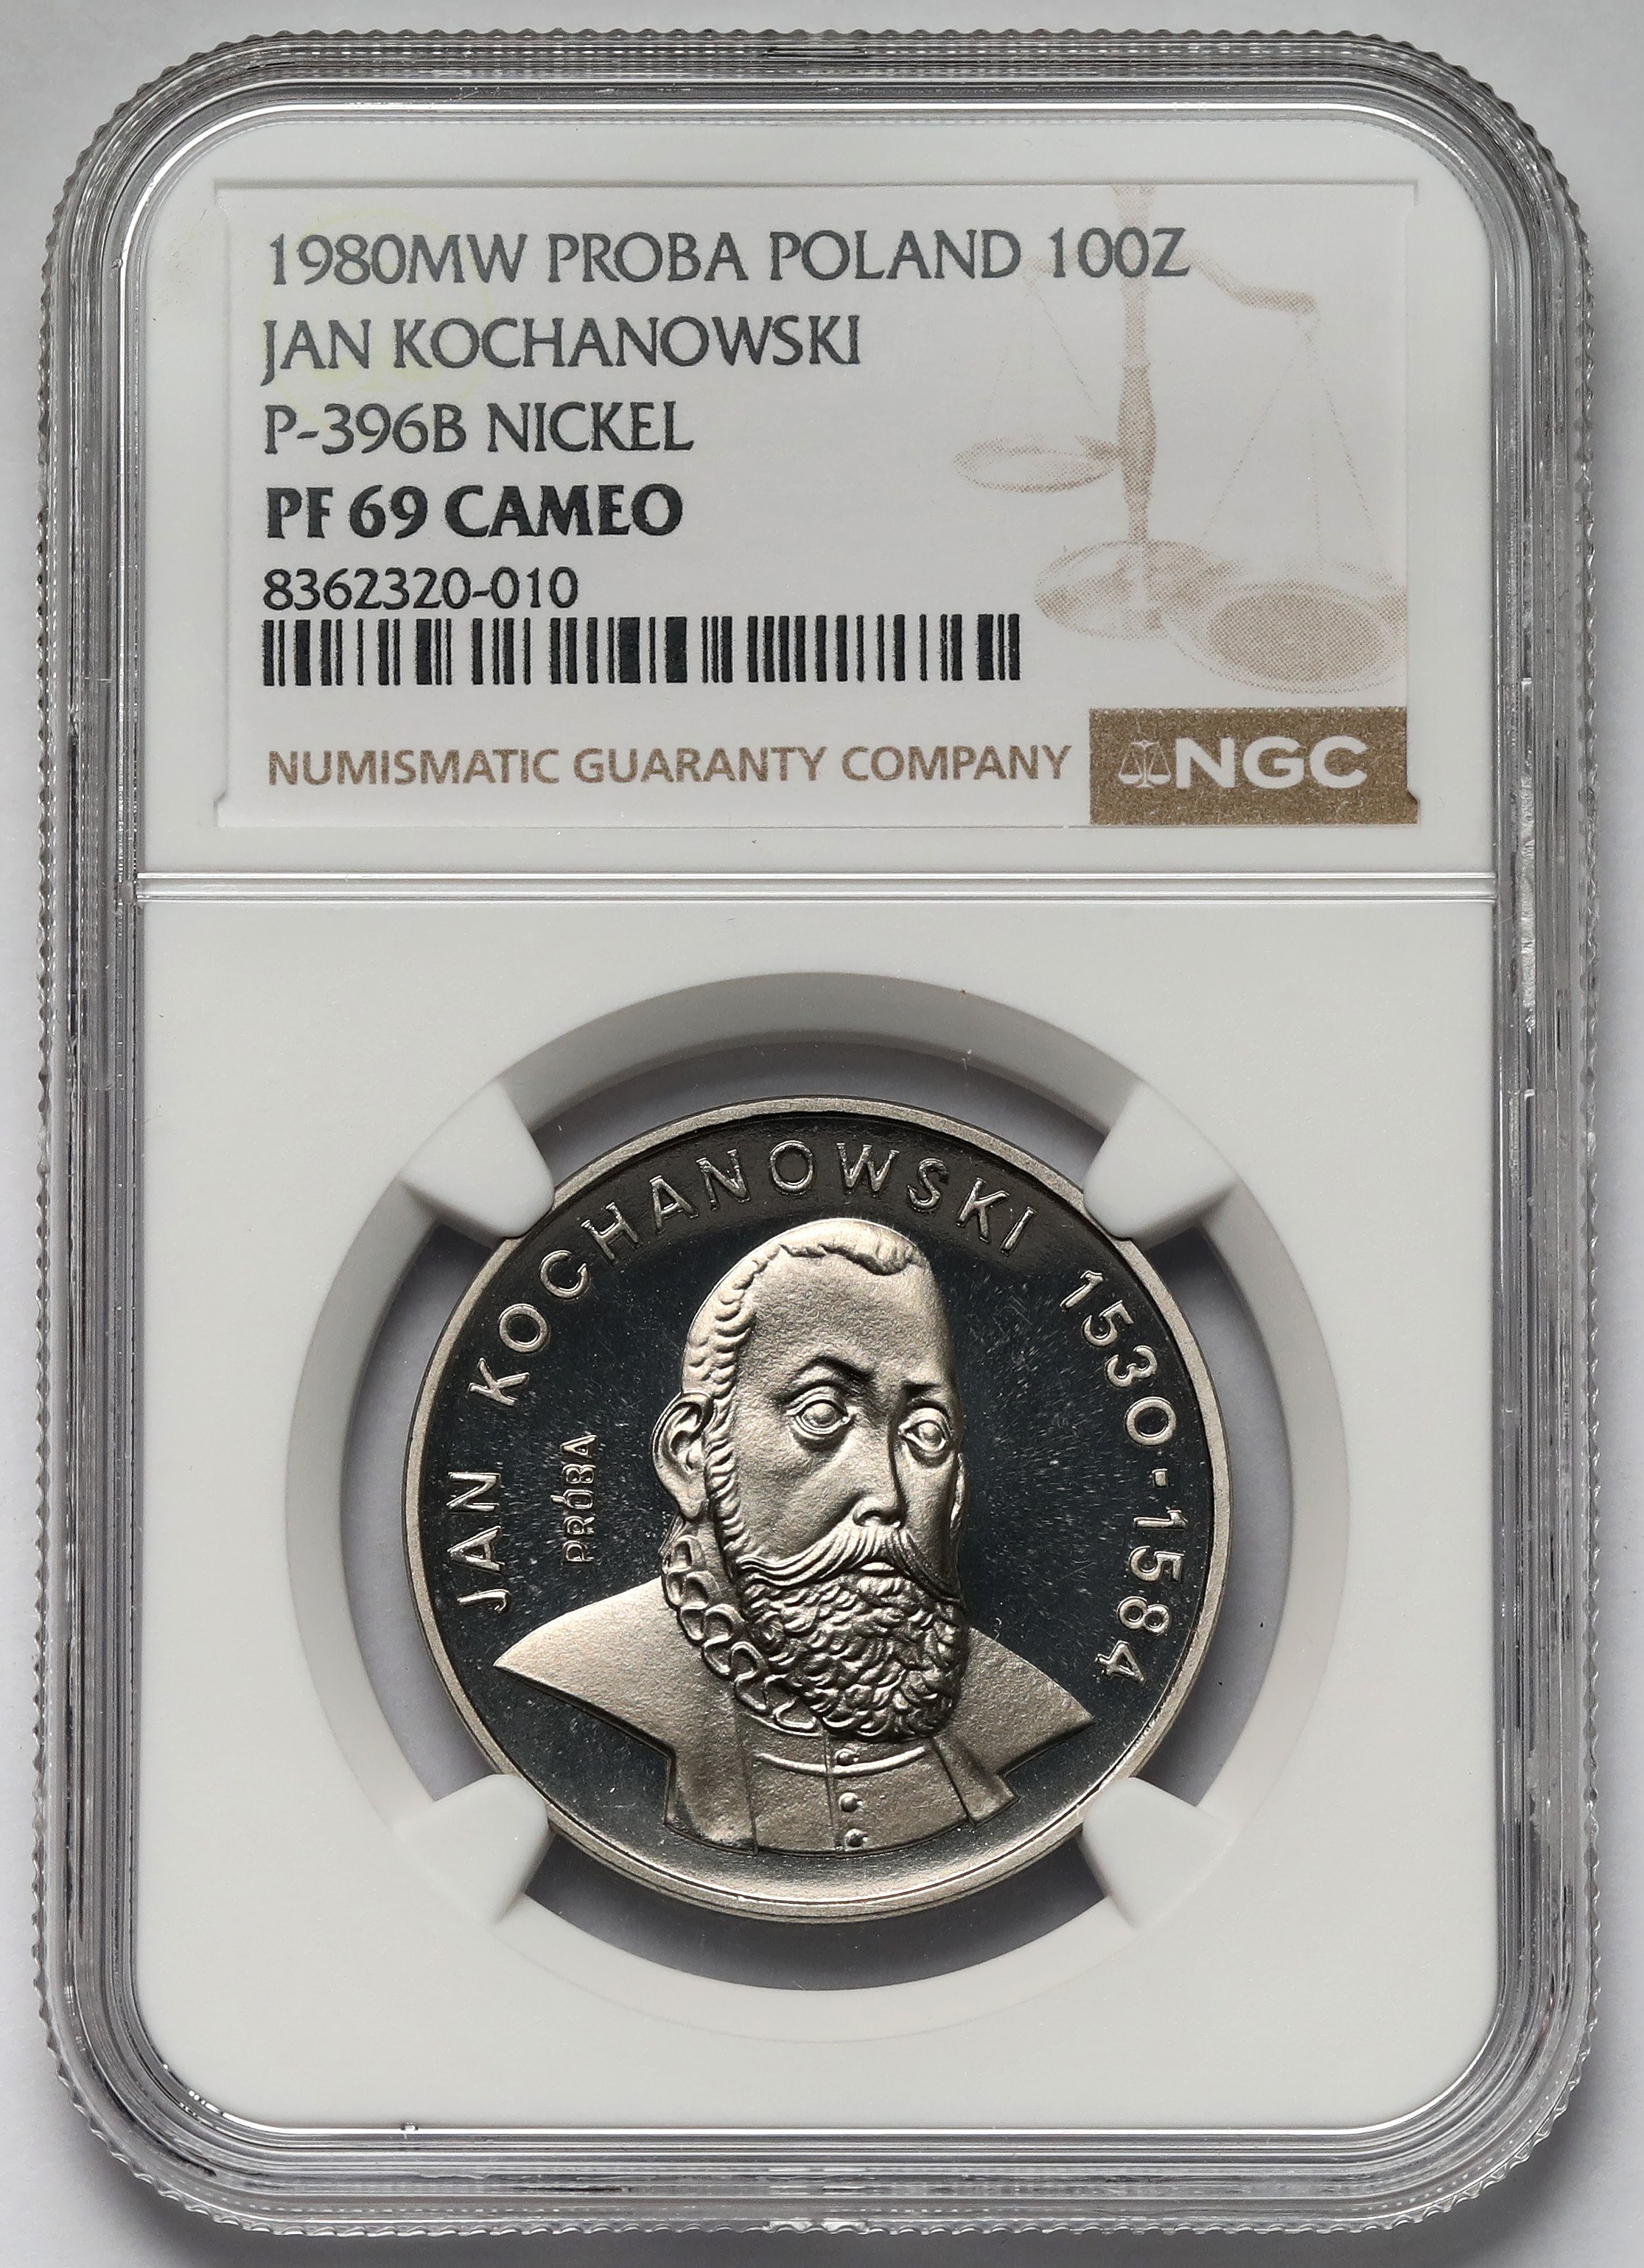 1980MW PROBA POLAND 100Z
JAN KOCHANOWSKI
P-396B NICKEL
PF 69 CAMEO
8362320-010
NUMISMATIC GUARANTY COMPANY
NGC
JAN KOCHANOWSKI 1530-1584
PRÓBA